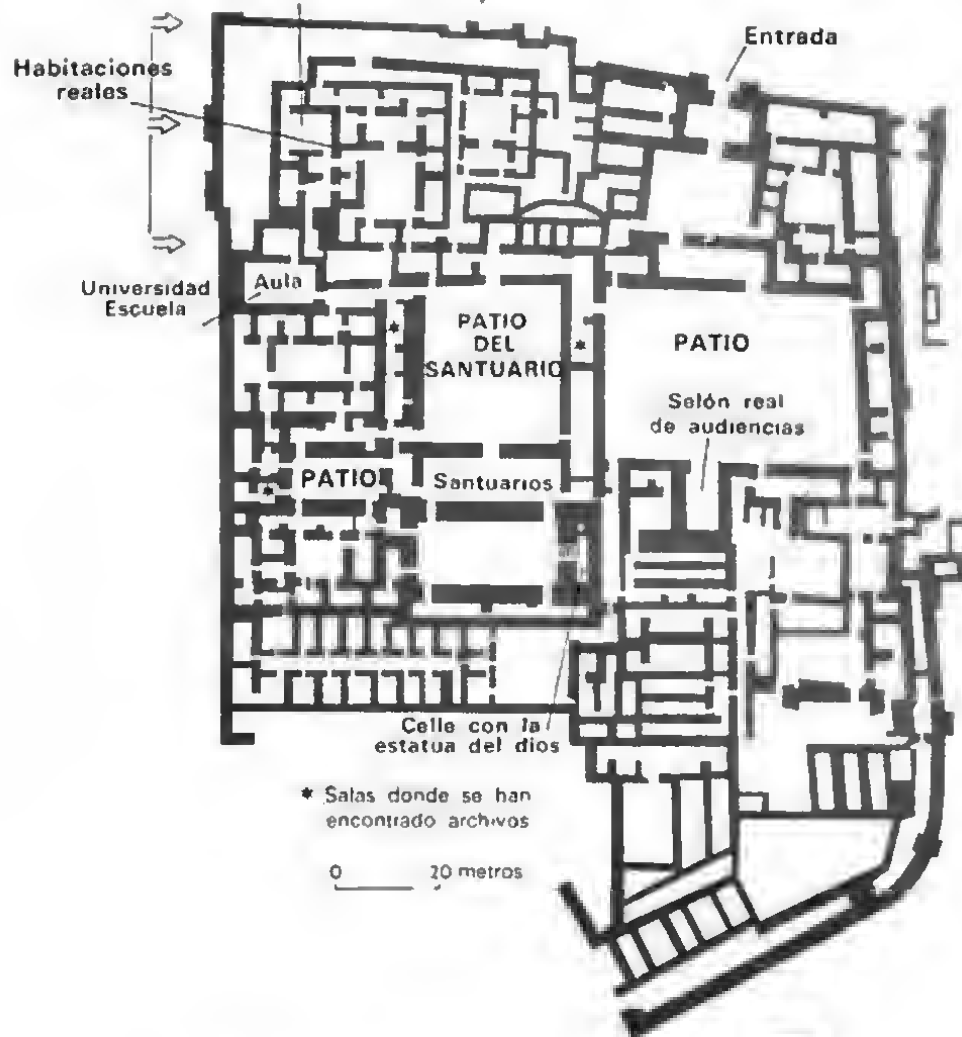 Entrada
Habitaciones
reales
Universidad
Escuela
Aula
PATIO
DEL
SANTUARIO
*
*
PATIO
Selón real
de audiencias
*
PATIO
Santuarios
Celle con la
estatua del dios
* Salas donde se han
encontrado archivos
0 20 metros